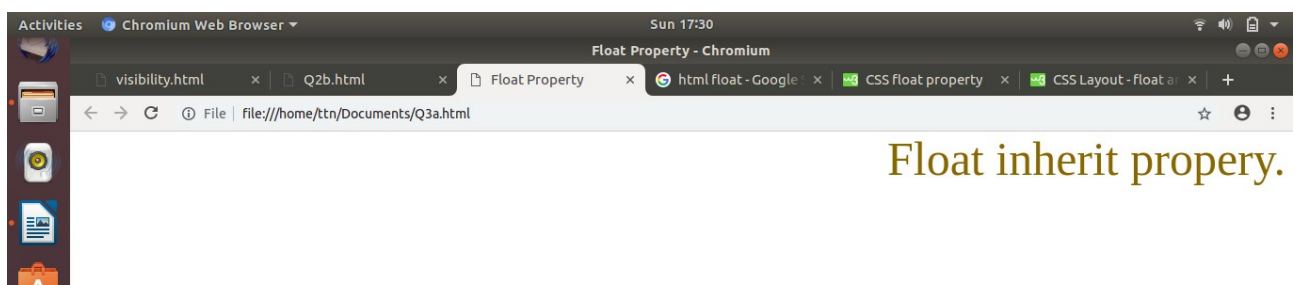 Activities Chromium Web Browser Sun 17:30
Float Property - Chromium
visibility.html Q2b.html Float Property html float - Google CSS float property CSS Layout - float
File file:///home/ttn/Documents/Q3a.html
Float inherit propery.